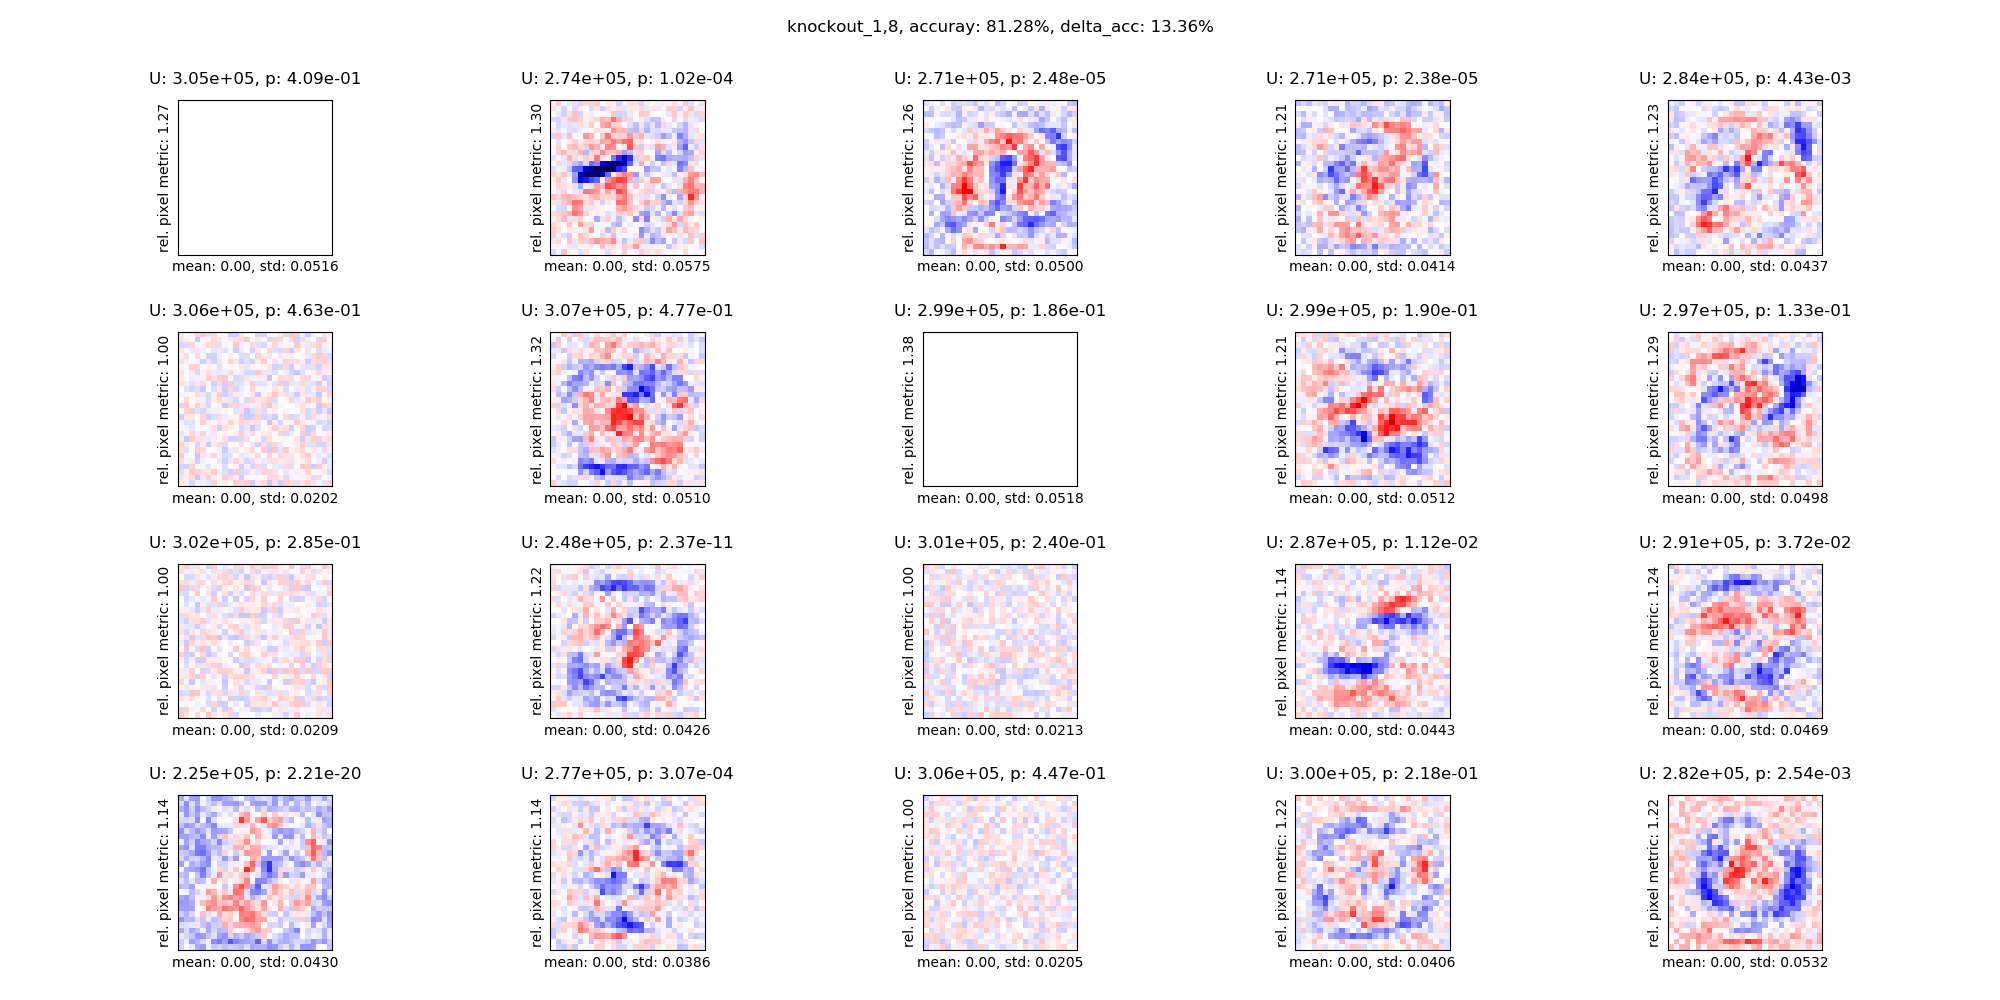 knockout_1,8, accuray: 81.28%, delta_acc: 13.36%
U: 3.05e+05, p: 4.09e-01
rel. pixel metric: 1.27
mean: 0.00, std: 0.0516
U: 2.74e+05, p: 1.02e-04
rel. pixel metric: 1.30
mean: 0.00, std: 0.0575
U: 2.71e+05, p: 2.48e-05
rel. pixel metric: 1.26
mean: 0.00, std: 0.0500
U: 2.71e+05, p: 2.38e-05
rel. pixel metric: 1.21
mean: 0.00, std: 0.0414
U: 2.84e+05, p: 4.43e-03
rel. pixel metric: 1.23
mean: 0.00, std: 0.0437
U: 3.06e+05, p: 4.63e-01
rel. pixel metric: 1.00
mean: 0.00, std: 0.0202
U: 3.07e+05, p: 4.77e-01
rel. pixel metric: 1.32
mean: 0.00, std: 0.0510
U: 2.99e+05, p: 1.86e-01
rel. pixel metric: 1.38
mean: 0.00, std: 0.0518
U: 2.99e+05, p: 1.90e-01
rel. pixel metric: 1.21
mean: 0.00, std: 0.0512
U: 2.97e+05, p: 1.33e-01
rel. pixel metric: 1.29
mean: 0.00, std: 0.0498
U: 3.02e+05, p: 2.85e-01
rel. pixel metric: 1.00
mean: 0.00, std: 0.0209
U: 2.48e+05, p: 2.37e-11
rel. pixel metric: 1.22
mean: 0.00, std: 0.0426
U: 3.01e+05, p: 2.40e-01
rel. pixel metric: 1.00
mean: 0.00, std: 0.0213
U: 2.87e+05, p: 1.12e-02
rel. pixel metric: 1.14
mean: 0.00, std: 0.0443
U: 2.91e+05, p: 3.72e-02
rel. pixel metric: 1.24
mean: 0.00, std: 0.0469
U: 2.25e+05, p: 2.21e-20
rel. pixel metric: 1.14
mean: 0.00, std: 0.0430
U: 2.77e+05, p: 3.07e-04
rel. pixel metric: 1.14
mean: 0.00, std: 0.0386
U: 3.06e+05, p: 4.47e-01
rel. pixel metric: 1.00
mean: 0.00, std: 0.0205
U: 3.00e+05, p: 2.18e-01
rel. pixel metric: 1.22
mean: 0.00, std: 0.0406
U: 2.82e+05, p: 2.54e-03
rel. pixel metric: 1.22
mean: 0.00, std: 0.0532